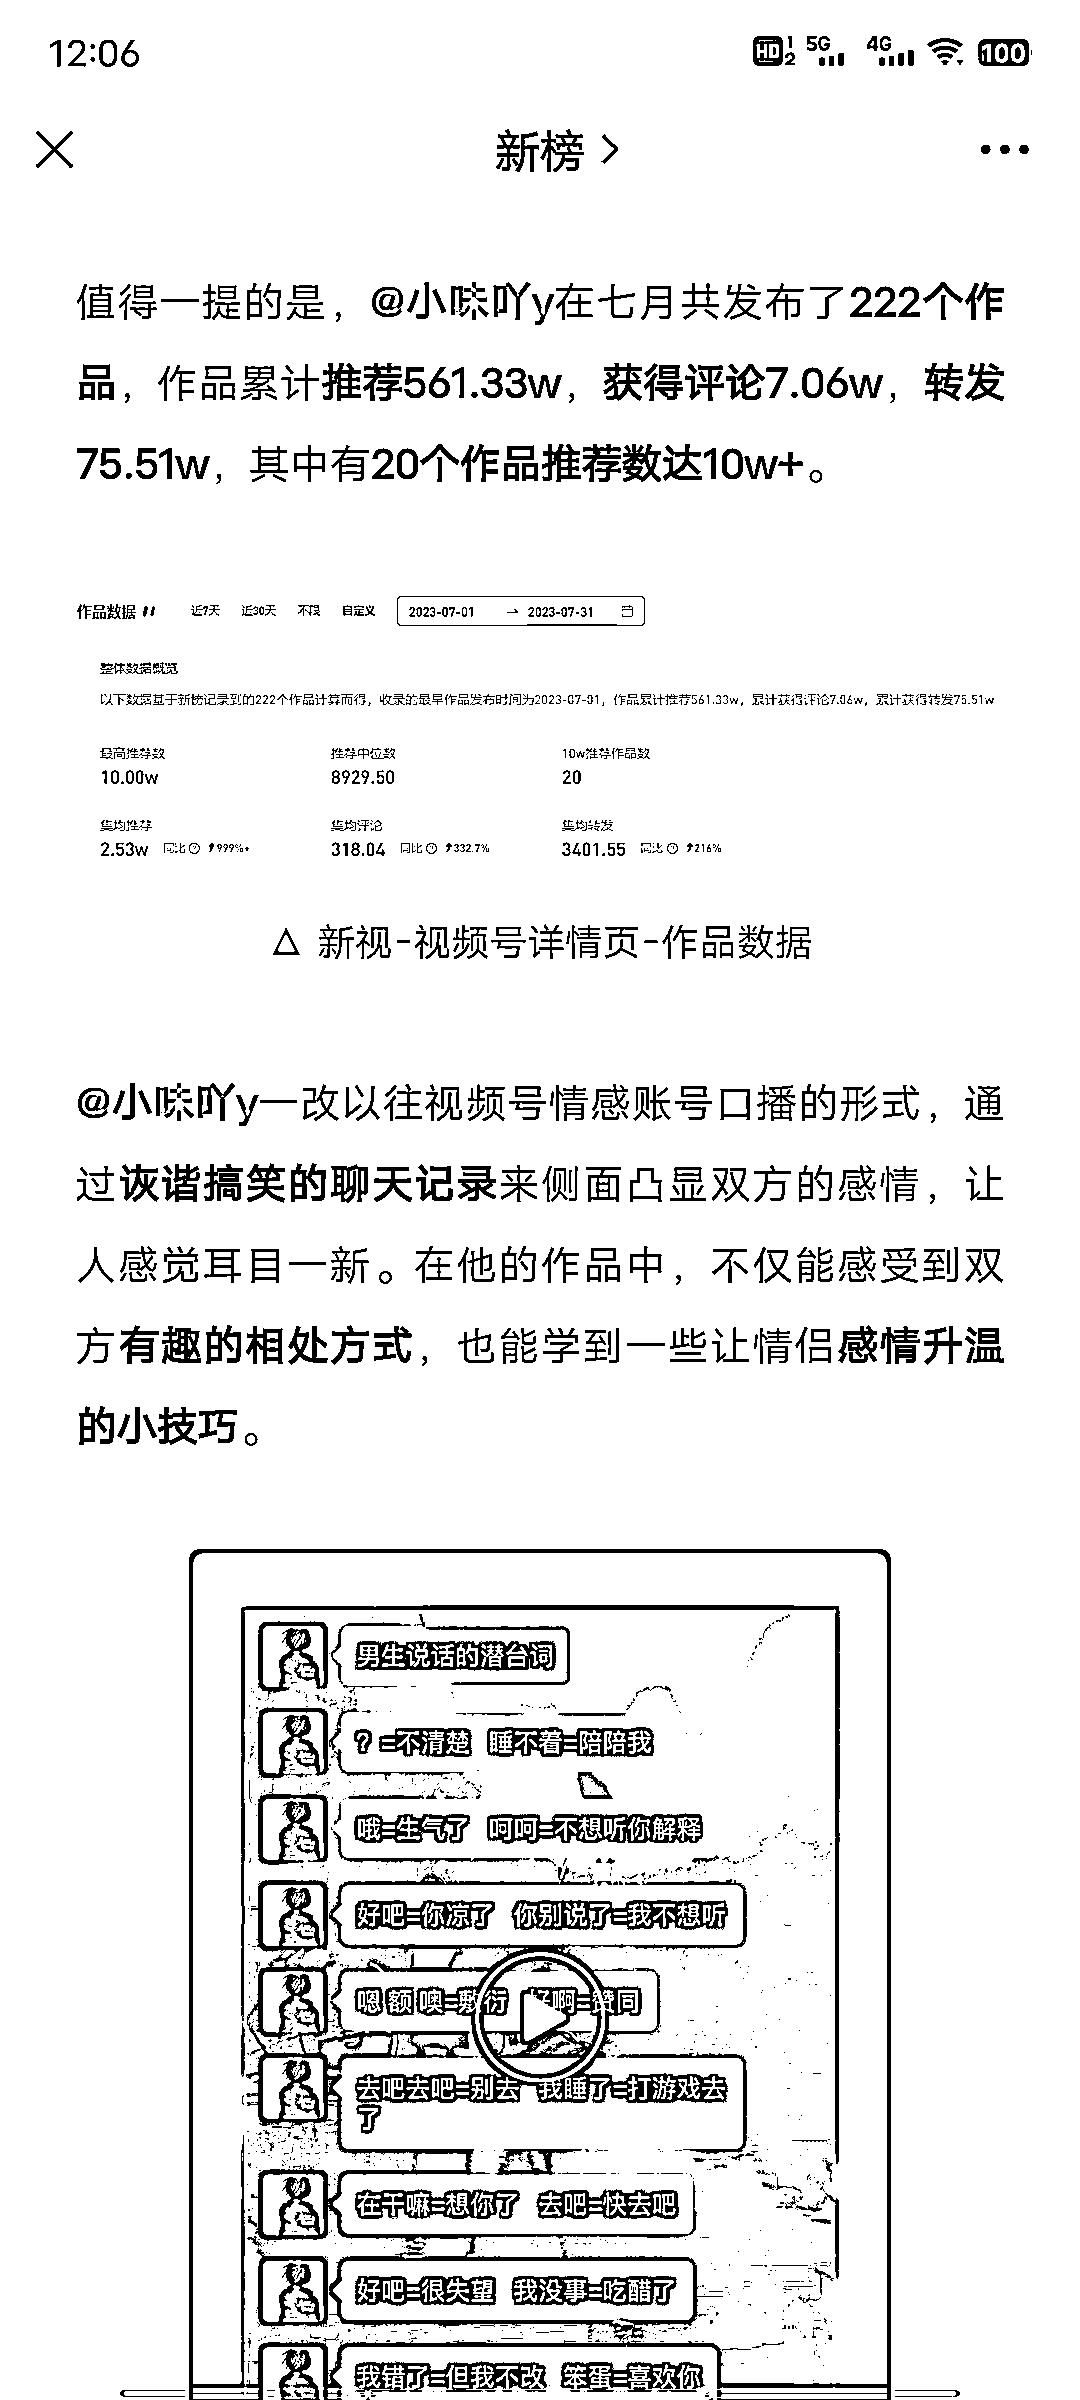 12:06
HD 1 2 5G 4G 100
新榜
值得一提的是，@小咪吖y在七月共发布了222个作
品，作品累计推荐561.33w，获得评论7.06w，转发
75.51w，其中有20个作品推荐数达10w+。
作品数据 近7天 近30天 不限 自定义 2023-07-01 → 2023-07-31
整体数据概览
以下数据基于新榜记录到的222个作品计算而得，收录的最早作品发布时间为2023-07-01，作品累计推荐561.33w，累计获得评论7.06w，累计获得转发75.51w
最高推荐数 推荐中位数 10w推荐作品数
10.00w 8929.50 20
集均推荐 集均评论 集均转发
2.53w 同比 999%+ 318.04 同比 332.7% 3401.55 同比 216%
△ 新视-视频号详情页-作品数据
@小咪吖y一改以往视频号情感账号口播的形式，通
过诙谐搞笑的聊天记录来侧面凸显双方的感情，让
人感觉耳目一新。在他的作品中，不仅能感受到双
方有趣的相处方式，也能学到一些让情侣感情升温
的小技巧。
男生说话的潜台词
？=不清楚 睡不着=陪陪我
哦=生气了 呵呵=不想听你解释
好吧=你凉了 你别说了=我不想听
嗯 额 噢=敷衍 好啊=赞同
去吧去吧=别去 我睡了=打游戏去
了
在干嘛=想你了 去吧=快去吧
好吧=很失望 我没事=吃醋了
我错了=但我不改 笨蛋=喜欢你